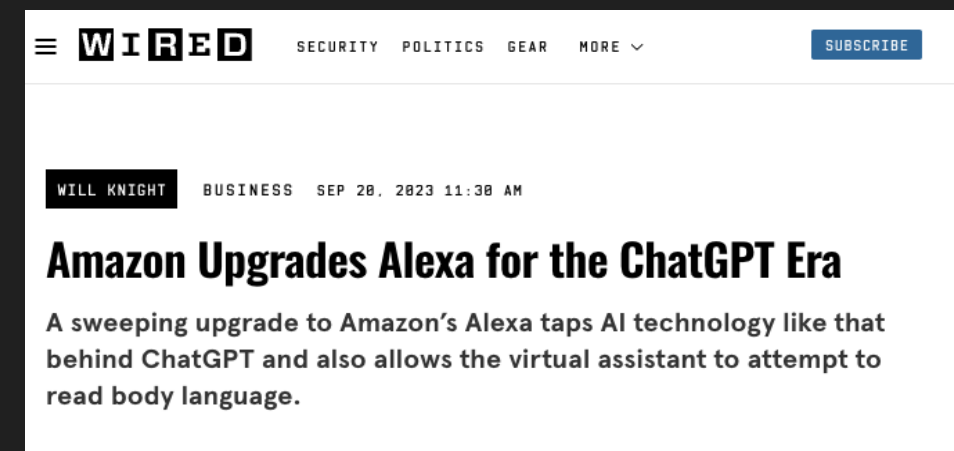 WIRED SECURITY POLITICS GEAR MORE SUBSCRIBE
WILL KNIGHT BUSINESS SEP 20, 2023 11:30 AM
Amazon Upgrades Alexa for the ChatGPT Era
A sweeping upgrade to Amazon’s Alexa taps AI technology like that
behind ChatGPT and also allows the virtual assistant to attempt to
read body language.